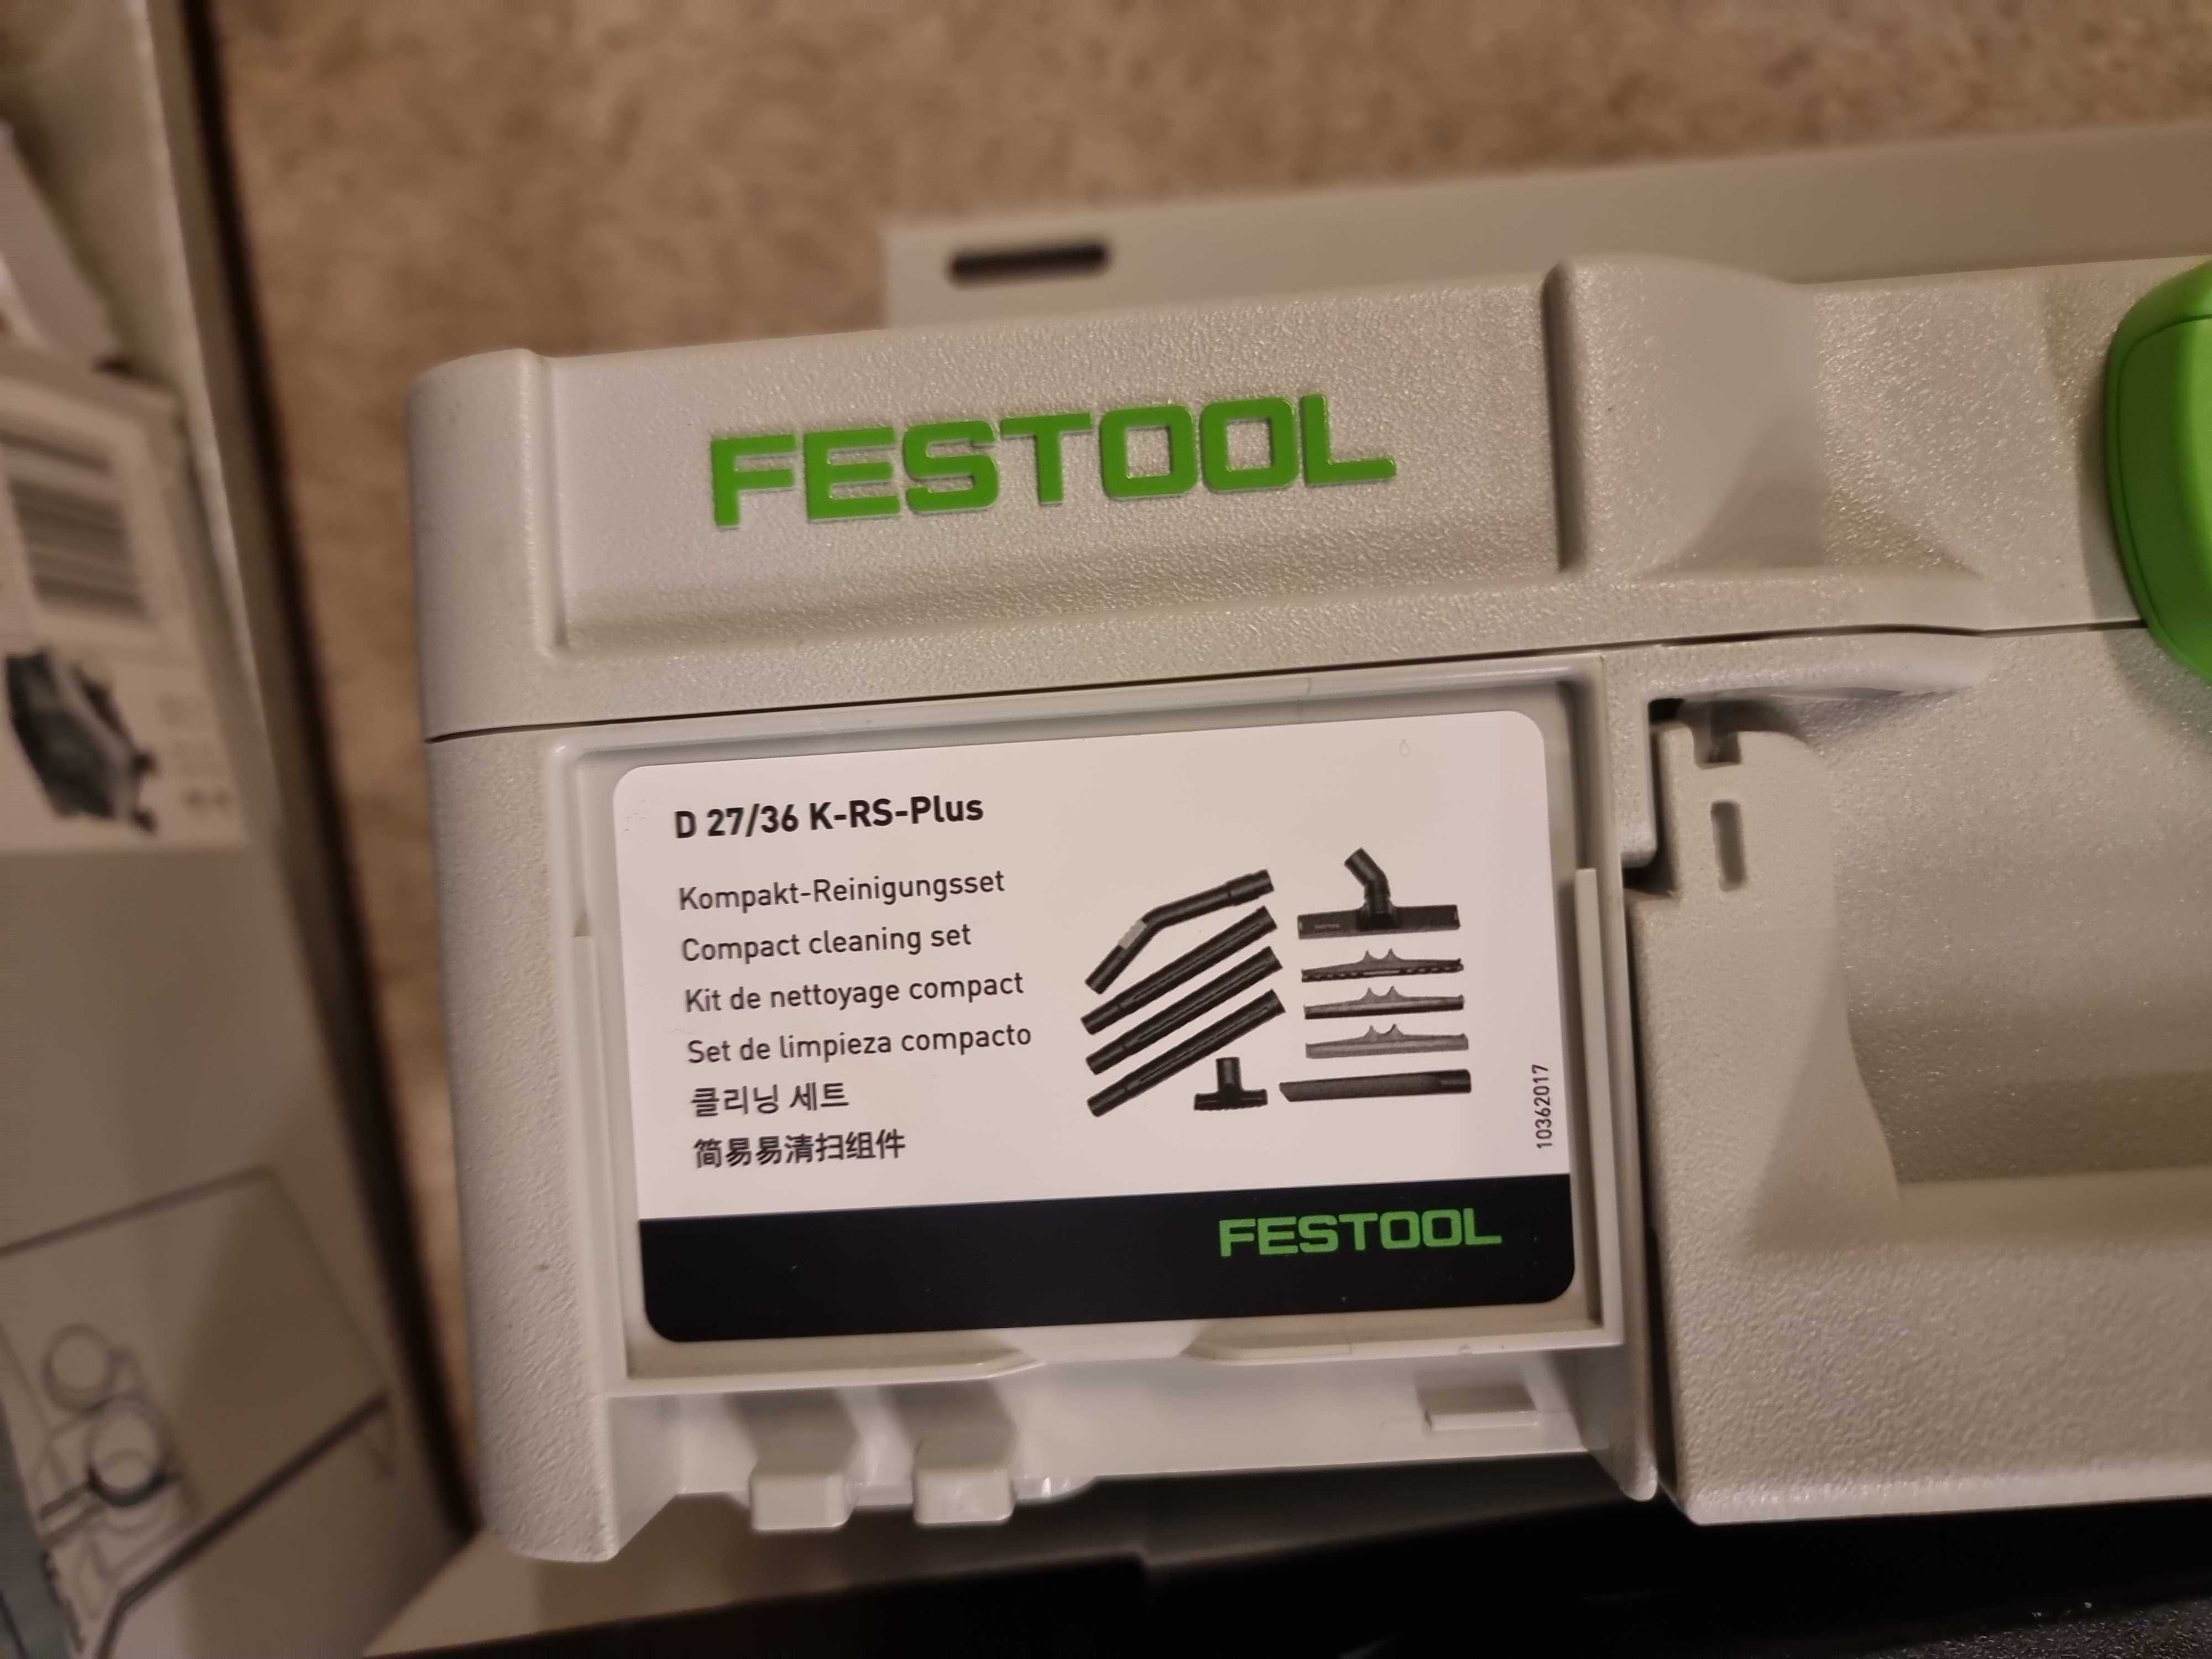 FESTOOL
D 27/36 K-RS-Plus
Kompakt-Reinigungsset
Compact cleaning set
Kit de nettoyage compact
Set de limpieza compacto
클리닝 세트
简易易清扫组件
10362017
FESTOOL